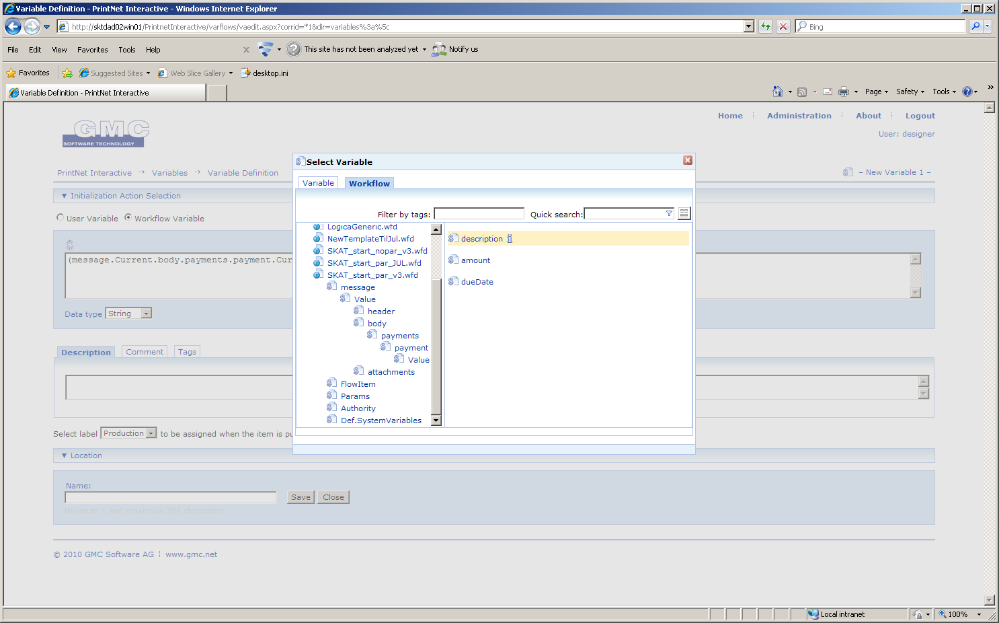 Variable Definition - PrintNet Interactive - Windows Internet Explorer
http://sktdad02win01/PrintnetInteractive/varflows/vaedit.aspx?corrid=*1&dir=variables%3a%5c
Bing
File Edit View Favorites Tools Help
x
This site has not been analyzed yet
Notify us
Favorites
Suggested Sites
Web Slice Gallery
desktop.ini
Variable Definition - PrintNet Interactive
Page Safety Tools
GMC
SOFTWARE TECHNOLOGY
Home Administration About Logout
User: designer
PrintNet Interactive Variables Variable Definition
– New Variable 1 –
Initialization Action Selection
User Variable Workflow Variable
$
(message.Current.body.payments.payment.Cur
Data type String
Description Comment Tags
Select label Production to be assigned when the item is pu
Location
Name:
Save Close
Minimum 1 and maximum 255 characters
© 2010 GMC Software AG www.gmc.net
Select Variable
Variable Workflow
Filter by tags:
Quick search:
LogicaGeneric.wfd
NewTemplateTilJul.wfd
SKAT_start_nopar_v3.wfd
SKAT_start_par_JUL.wfd
SKAT_start_par_v3.wfd
message
Value
header
body
payments
payment
Value
attachments
FlowItem
Params
Authority
Def.SystemVariables
description
amount
dueDate
Local intranet
100%